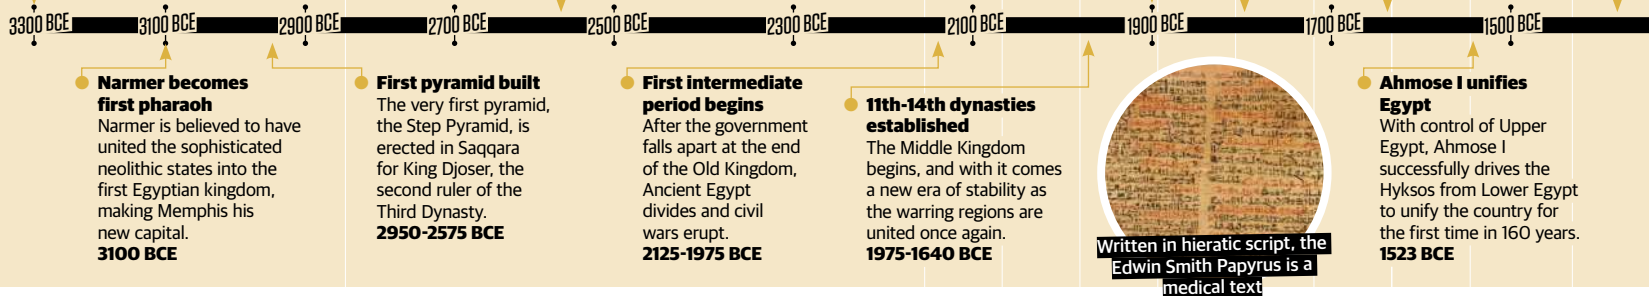 3300 BCE
3100 BCE
2900 BCE
2700 BCE
2500 BCE
2300 BCE
2100 BCE
1900 BCE
1700 BCE
1500 BCE
Narmer becomes
first pharaoh
Narmer is believed to have
united the sophisticated
neolithic states into the
first Egyptian kingdom,
making Memphis his
new capital.
3100 BCE
First pyramid built
The very first pyramid,
the Step Pyramid, is
erected in Saqqara
for King Djoser, the
second ruler of the
Third Dynasty.
2950-2575 BCE
First intermediate
period begins
After the government
falls apart at the end
of the Old Kingdom,
Ancient Egypt
divides and civil
wars erupt.
2125-1975 BCE
11th-14th dynasties
established
The Middle Kingdom
begins, and with it comes
a new era of stability as
the warring regions are
united once again.
1975-1640 BCE
Written in hieratic script, the
Edwin Smith Papyrus is a
medical text
Ahmose I unifies
Egypt
With control of Upper
Egypt, Ahmose I
successfully drives the
Hyksos from Lower Egypt
to unify the country for
the first time in 160 years.
1523 BCE